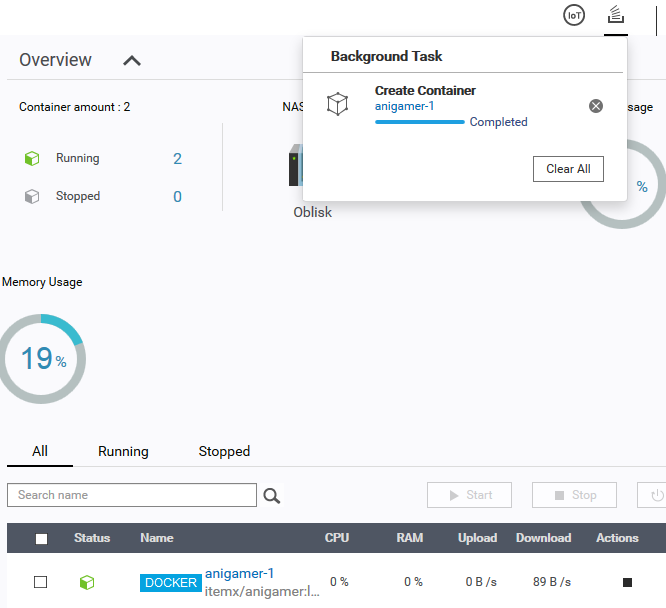 IoT
Overview
Background Task
Create Container
anigamer-1
Completed
Clear All
Container amount : 2
NAS
sage
Running
2
Stopped
0
Oblisk
%
Memory Usage
19 %
All
Running
Stopped
Search name
Start
Stop
Status
Name
CPU
RAM
Upload
Download
Actions
DOCKER
anigamer-1
itemx/anigamer:l...
0 %
0 %
0 B /s
89 B /s